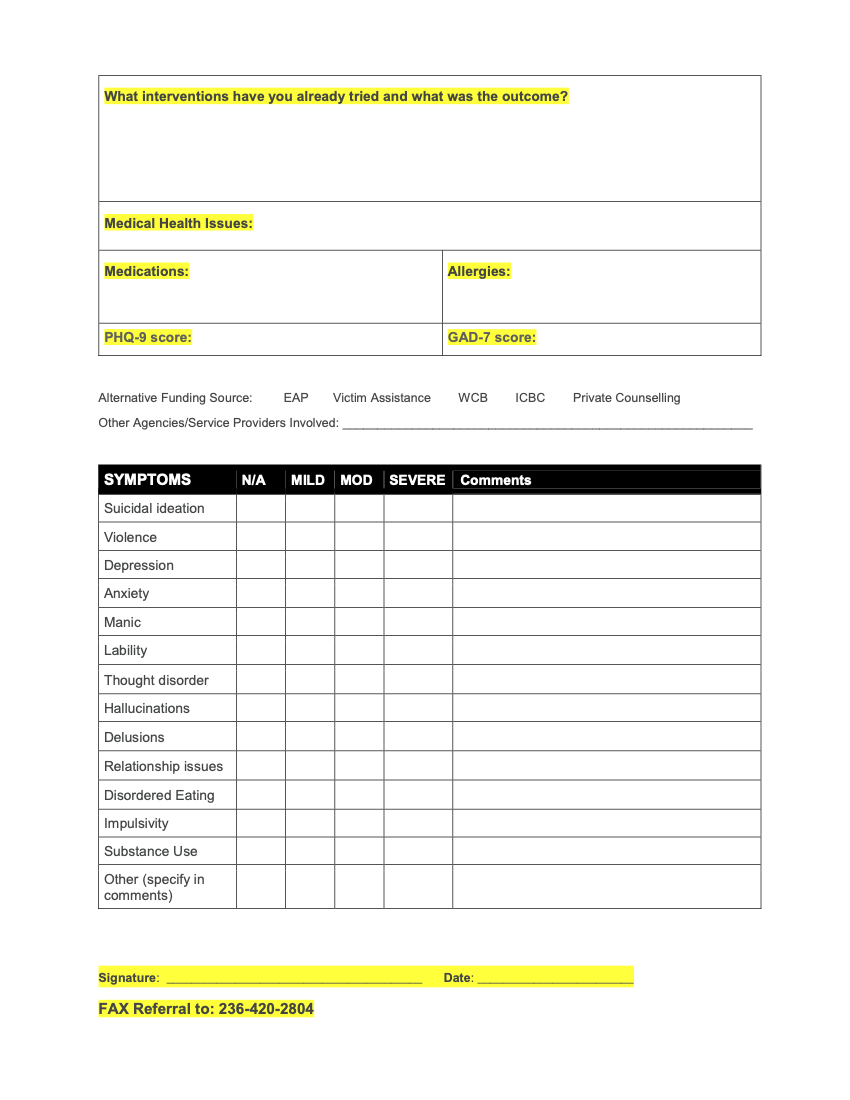 What interventions have you already tried and what was the outcome?
Medical Health Issues:
Medications: Allergies:
PHQ-9 score: GAD-7 score:
Alternative Funding Source: EAP Victim Assistance WCB ICBC Private Counselling
Other Agencies/Service Providers Involved: ___________________________________________________________
SYMPTOMS N/A MILD MOD SEVERE Comments
Suicidal ideation
Violence
Depression
Anxiety
Manic
Lability
Thought disorder
Hallucinations
Delusions
Relationship issues
Disordered Eating
Impulsivity
Substance Use
Other (specify in
comments)
Signature: ______________________________________ Date: _______________________
FAX Referral to: 236-420-2804